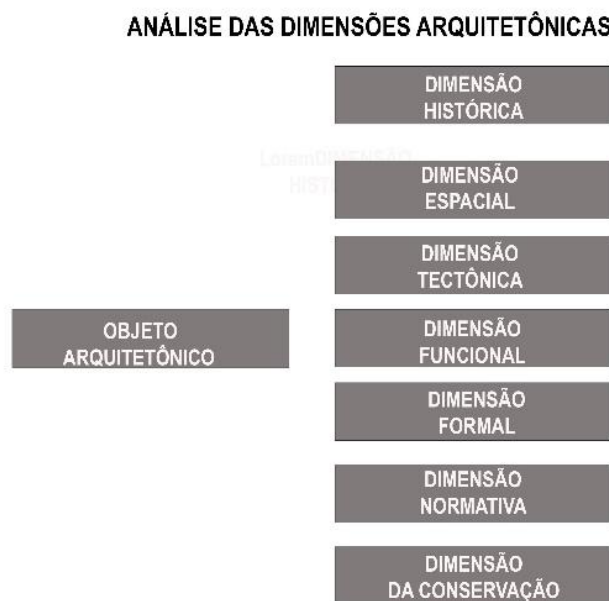 ANÁLISE DAS DIMENSÕES ARQUITETÔNICAS
DIMENSÃO
HISTÓRICA
DIMENSÃO
ESPACIAL
DIMENSÃO
TECTÔNICA
OBJETO
ARQUITETÔNICO
DIMENSÃO
FUNCIONAL
DIMENSÃO
FORMAL
DIMENSÃO
NORMATIVA
DIMENSÃO
DA CONSERVAÇÃO